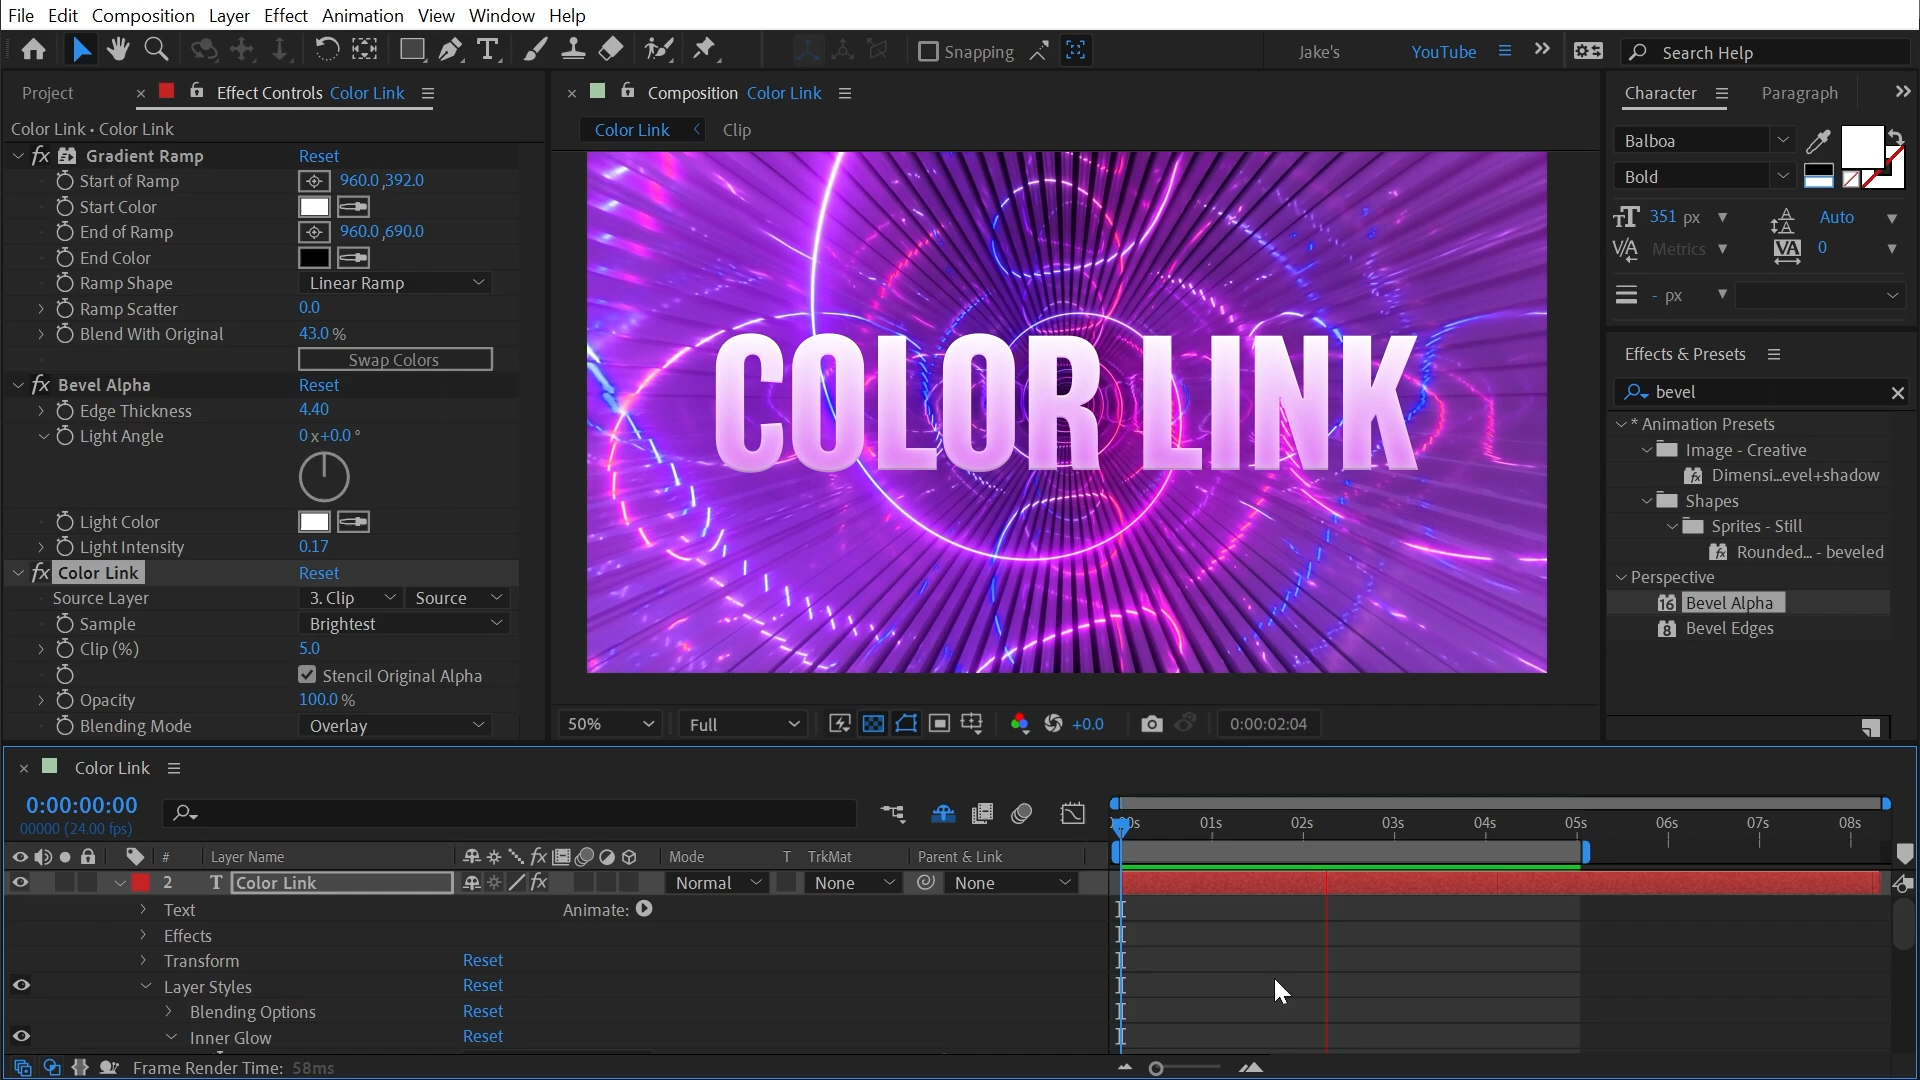 File Edit Composition Layer Effect Animation View Window Help
Snapping
Jake's YouTube
Search Help
Project
Effect Controls Color Link
Color Link • Color Link
fx Gradient Ramp Reset
Start of Ramp 960.0,392.0
Start Color
End of Ramp 960.0,690.0
End Color
Ramp Shape Linear Ramp
Ramp Scatter 0.0
Blend With Original 43.0 %
Swap Colors
fx Bevel Alpha Reset
Edge Thickness 4.40
Light Angle 0x+0.0°
Light Color
Light Intensity 0.17
fx Color Link Reset
Source Layer 3. Clip Source
Sample Brightest
Clip (%) 5.0
Stencil Original Alpha
Opacity 100.0 %
Blending Mode Overlay
Composition Color Link
Color Link Clip
COLOR LINK
50% Full +0.0 0:00:02:04
Character Paragraph
Balboa
Bold
351 px Auto
Metrics 0
- px
Effects & Presets
bevel
* Animation Presets
Image - Creative
Dimensi...evel+shadow
Shapes
Sprites - Still
Rounded... - beveled
Perspective
16 Bevel Alpha
8 Bevel Edges
Color Link
0:00:00:00
00000 (24.00 fps)
01s 02s 03s 04s 05s 06s 07s 08s
# Layer Name fx Mode T TrkMat Parent & Link
2 T Color Link fx Normal None None
Text Animate:
Effects
Transform Reset
Layer Styles Reset
Blending Options Reset
Inner Glow Reset
Frame Render Time: 58ms